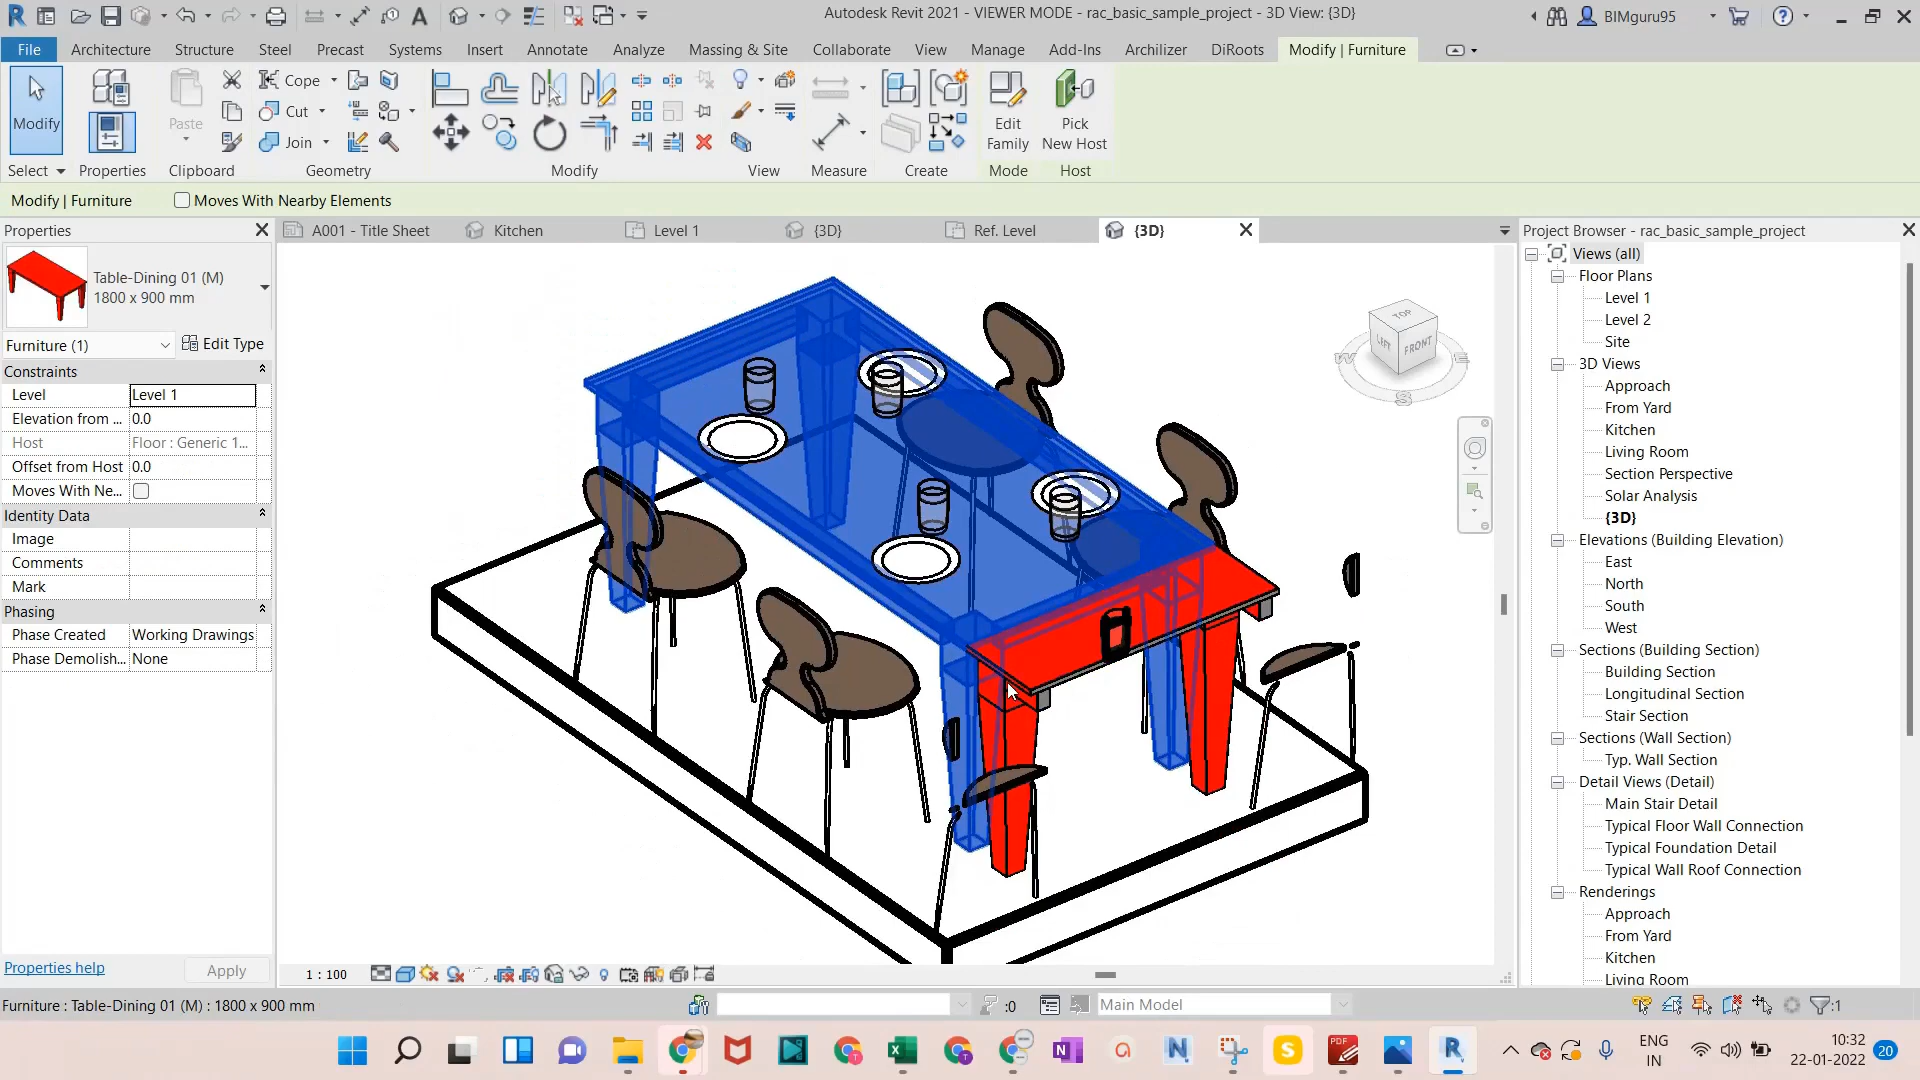 Autodesk Revit 2021 - VIEWER MODE - rac_basic_sample_project - 3D View: {3D}
BIMguru95
File
Architecture
Structure
Steel
Precast
Systems
Insert
Annotate
Analyze
Massing & Site
Collaborate
View
Manage
Add-Ins
Archilizer
DiRoots
Modify | Furniture
Modify
Paste
Cope
Cut
Join
Edit
Family
Pick
New Host
Select
Properties
Clipboard
Geometry
Modify
View
Measure
Create
Mode
Host
Modify | Furniture
Moves With Nearby Elements
Properties
A001 - Title Sheet
Kitchen
Level 1
{3D}
Ref. Level
{3D}
Project Browser - rac_basic_sample_project
Table-Dining 01 (M)
1800 x 900 mm
Furniture (1)
Edit Type
Constraints
Level
Level 1
Elevation from ...
0.0
Host
Floor : Generic 1...
Offset from Host
0.0
Moves With Ne...
Identity Data
Image
Comments
Mark
Phasing
Phase Created
Working Drawings
Phase Demolish...
None
Properties help
Apply
TOP
LEFT
FRONT
W
E
S
Views (all)
Floor Plans
Level 1
Level 2
Site
3D Views
Approach
From Yard
Kitchen
Living Room
Section Perspective
Solar Analysis
{3D}
Elevations (Building Elevation)
East
North
South
West
Sections (Building Section)
Building Section
Longitudinal Section
Stair Section
Sections (Wall Section)
Typ. Wall Section
Detail Views (Detail)
Main Stair Detail
Typical Floor Wall Connection
Typical Foundation Detail
Typical Wall Roof Connection
Renderings
Approach
From Yard
Kitchen
Living Room
1 : 100
Furniture : Table-Dining 01 (M) : 1800 x 900 mm
:0
Main Model
:1
ENG
IN
10:32
22-01-2022
20